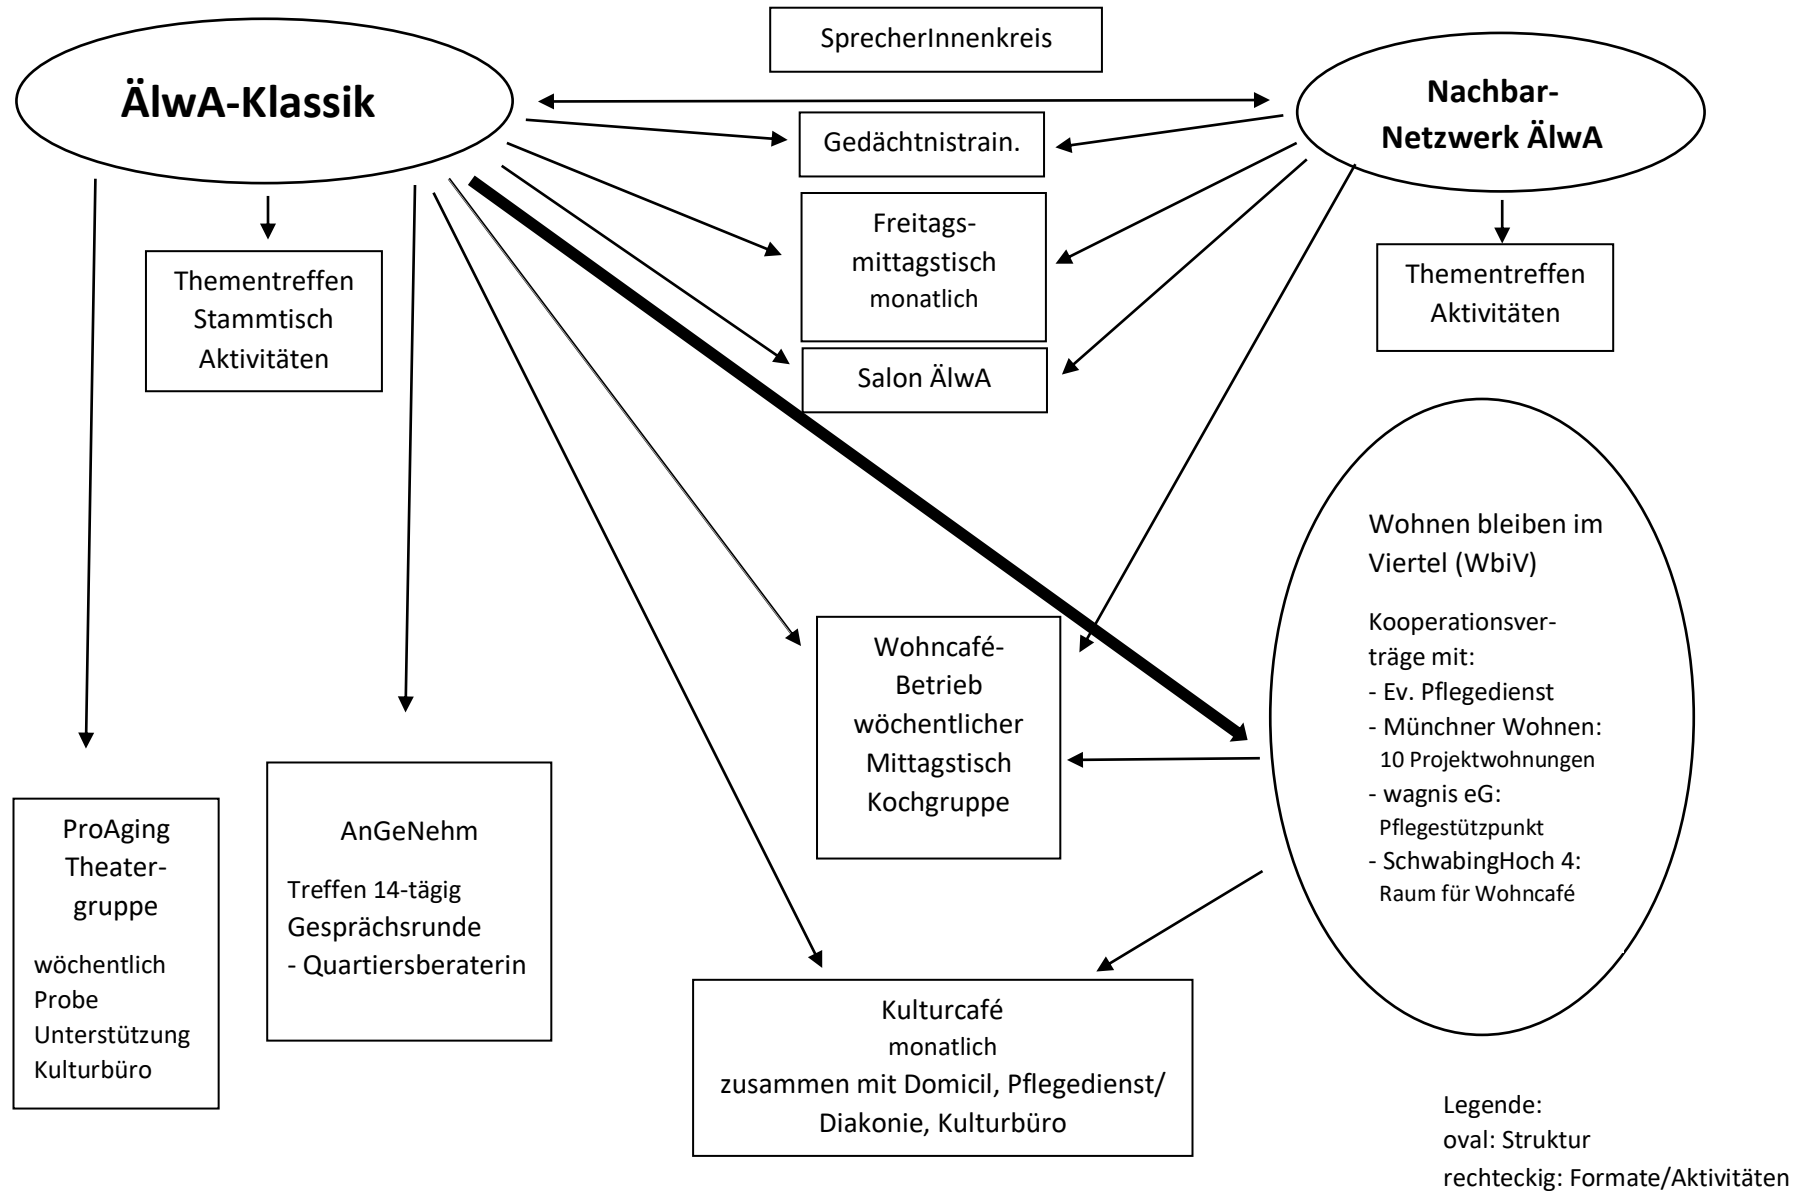 SprecherInnenkreis
ÄlwA-Klassik
Nachbar-
Netzwerk ÄlwA
Gedächtnistrain.
Freitags-
mittagstisch
monatlich
Salon ÄlwA
Thementreffen
Stammtisch
Aktivitäten
Thementreffen
Aktivitäten
Wohnen bleiben im
Viertel (WbiV)
Kooperationsver-
träge mit:
- Ev. Pflegedienst
- Münchner Wohnen:
10 Projektwohnungen
- wagnis eG:
Pflegestützpunkt
- SchwabingHoch 4:
Raum für Wohncafé
Wohncafé-
Betrieb
wöchentlicher
Mittagstisch
Kochgruppe
ProAging
Theater-
gruppe
wöchentlich
Probe
Unterstützung
Kulturbüro
AnGeNehm
Treffen 14-tägig
Gesprächsrunde
- Quartiersberaterin
Kulturcafé
monatlich
zusammen mit Domicil, Pflegedienst/
Diakonie, Kulturbüro
Legende:
oval: Struktur
rechteckig: Formate/Aktivitäten